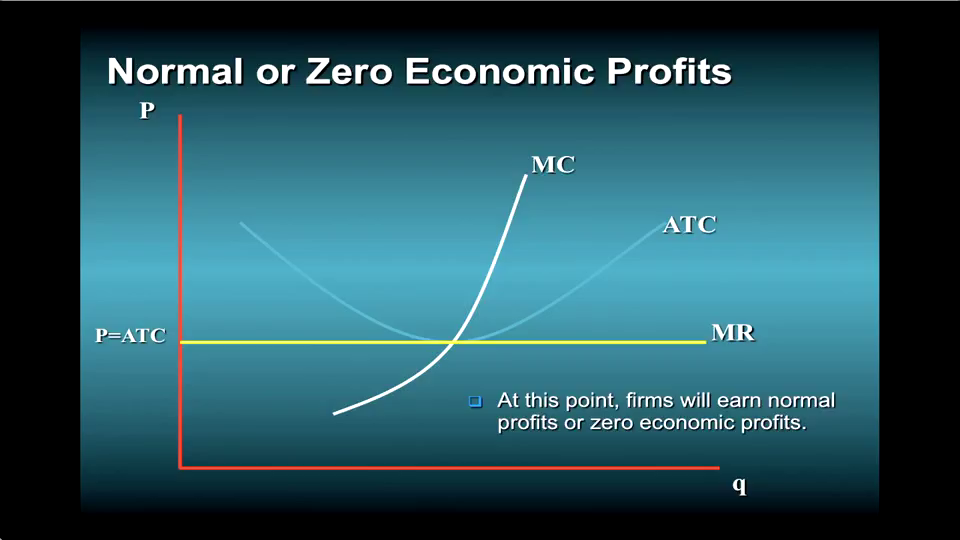 Normal or Zero Economic Profits
P
MC
ATC
P=ATC
MR
❑ At this point, firms will earn normal
profits or zero economic profits.
q